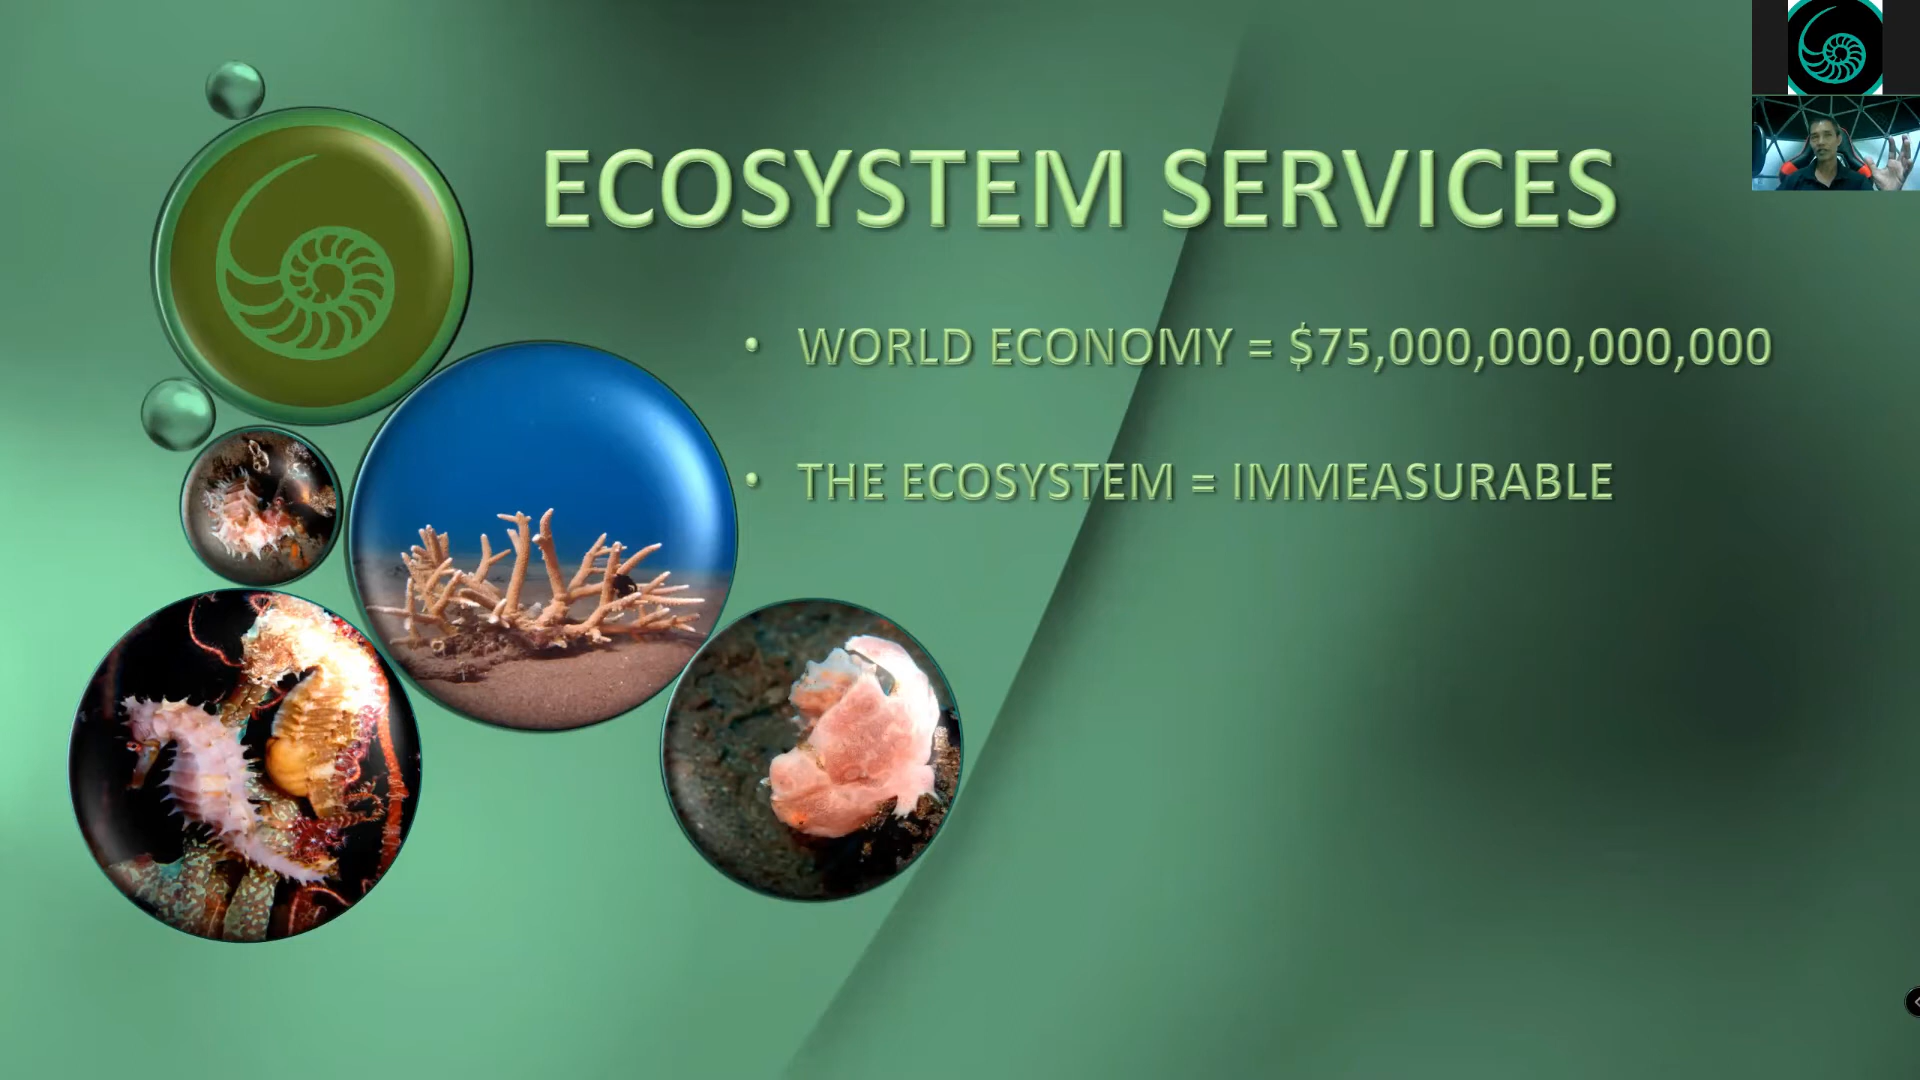 ECOSYSTEM SERVICES
• WORLD ECONOMY = $75,000,000,000,000
• THE ECOSYSTEM = IMMEASURABLE